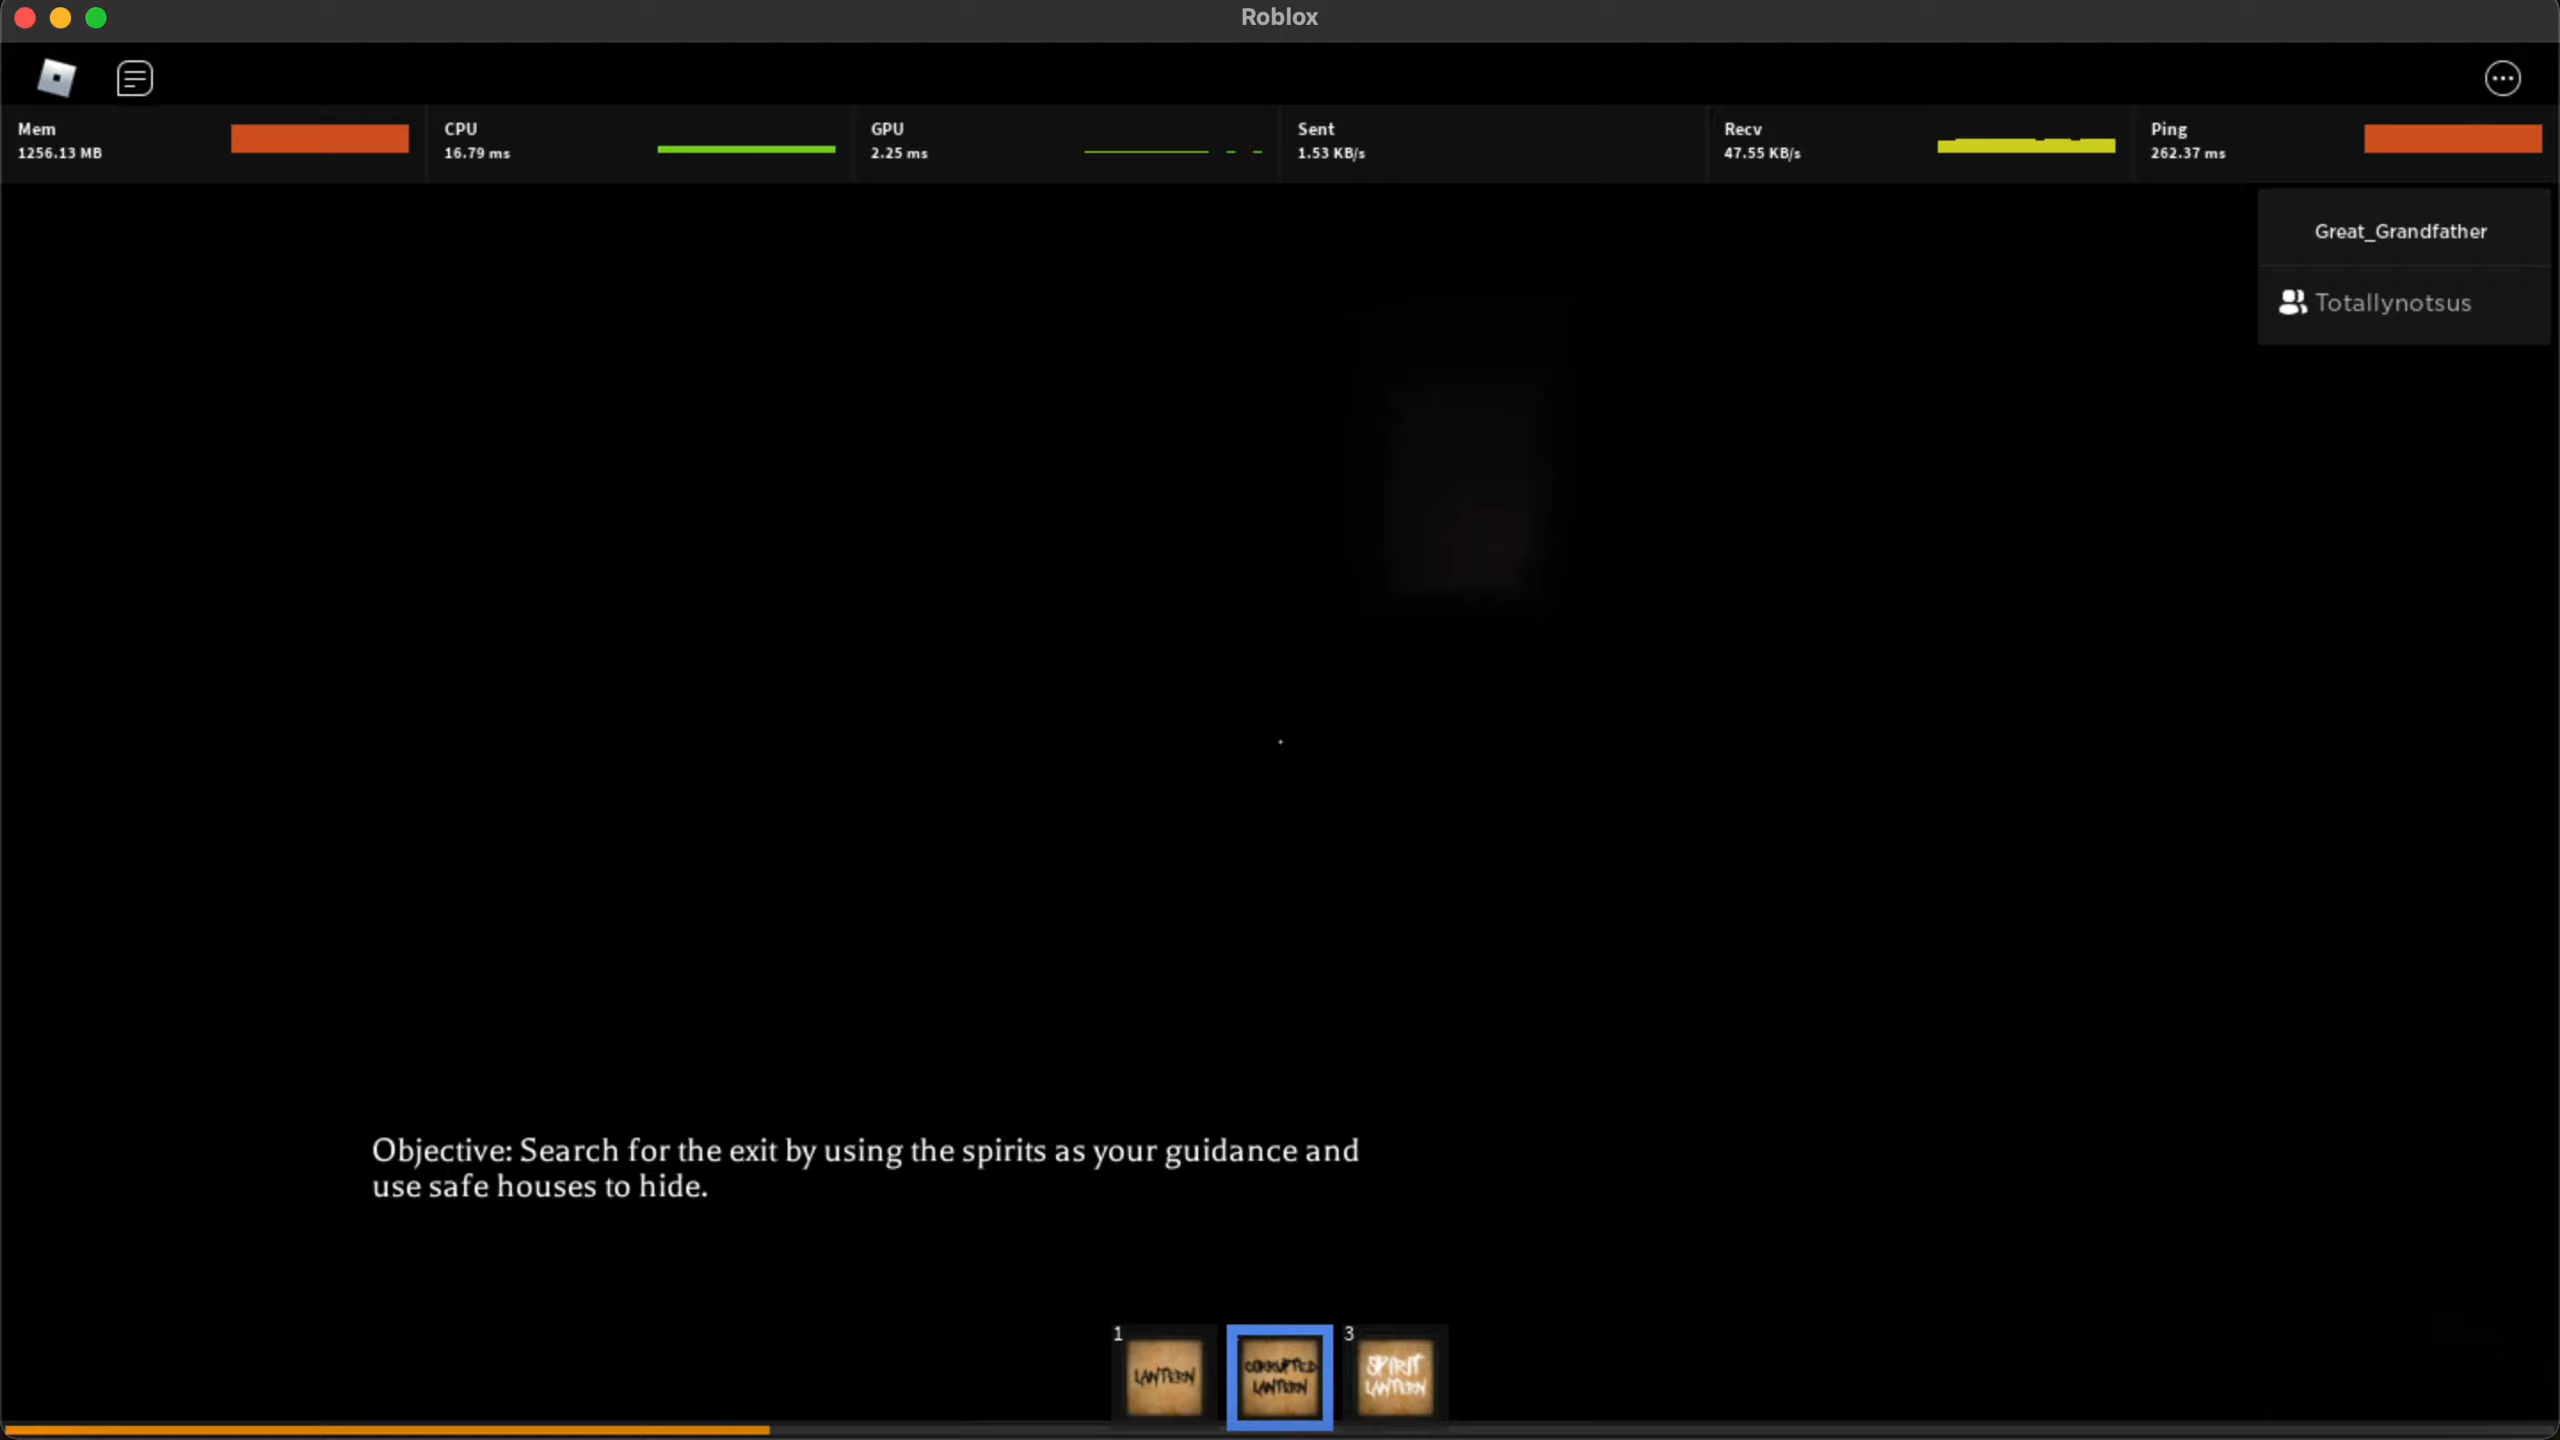 Roblox
Mem
1256.13 MB
CPU
16.79 ms
GPU
2.25 ms
Sent
1.53 KB/s
Recv
47.55 KB/s
Ping
262.37 ms
Great_Grandfather
Totallynotsus
Objective: Search for the exit by using the spirits as your guidance and
use safe houses to hide.
1
LANTERN
CORRUPTED
LANTERN
3
SPIRIT
LANTERN